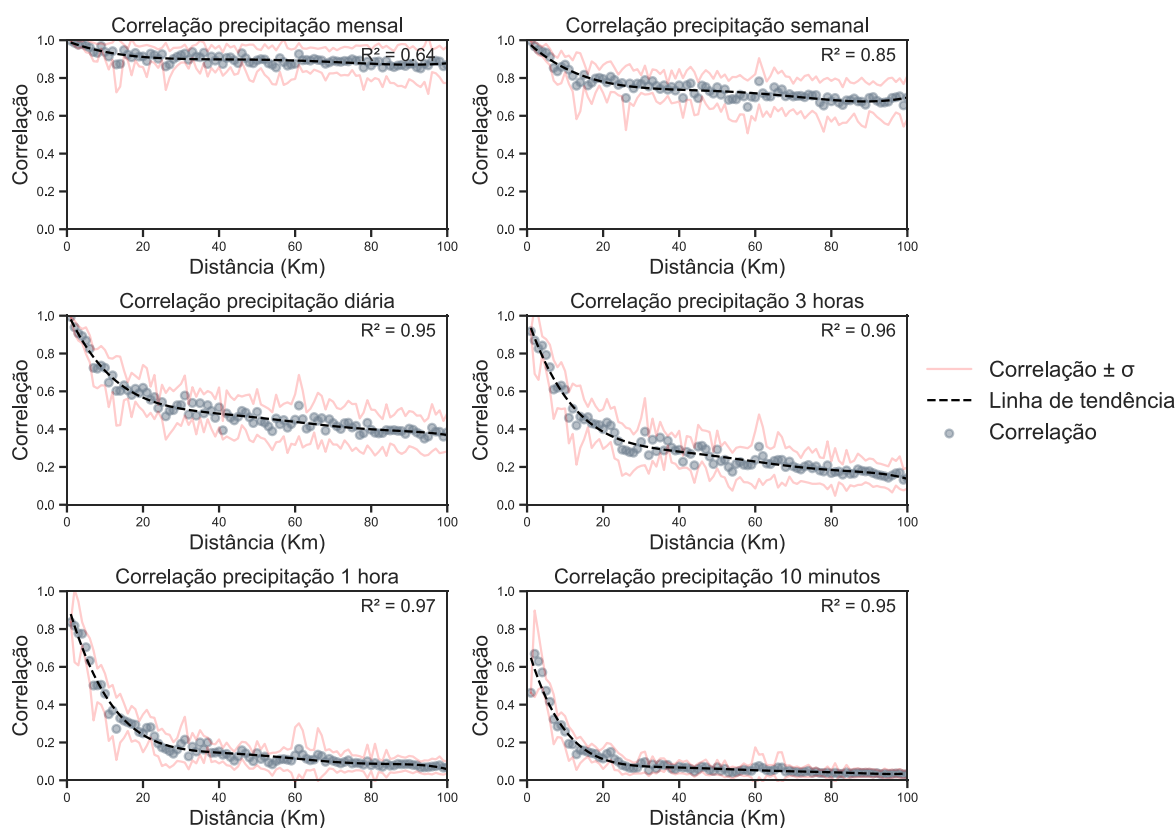 Correlação precipitação mensal
R² = 0.64
Correlação
1.0
0.8
0.6
0.4
0.2
0.0
0 20 40 60 80 100
Distância (Km)
Correlação precipitação semanal
R² = 0.85
Correlação
1.0
0.8
0.6
0.4
0.2
0.0
0 20 40 60 80 100
Distância (Km)
Correlação precipitação diária
R² = 0.95
Correlação
1.0
0.8
0.6
0.4
0.2
0.0
0 20 40 60 80 100
Distância (Km)
Correlação precipitação 3 horas
R² = 0.96
Correlação
1.0
0.8
0.6
0.4
0.2
0.0
0 20 40 60 80 100
Distância (Km)
Correlação ± σ
Linha de tendência
Correlação
Correlação precipitação 1 hora
R² = 0.97
Correlação
1.0
0.8
0.6
0.4
0.2
0.0
0 20 40 60 80 100
Distância (Km)
Correlação precipitação 10 minutos
R² = 0.95
Correlação
1.0
0.8
0.6
0.4
0.2
0.0
0 20 40 60 80 100
Distância (Km)